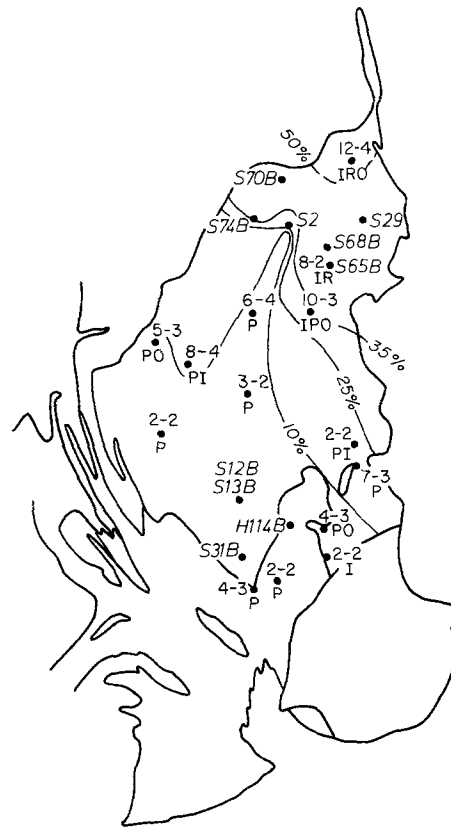 50%
12-4
IRO
S70B
S74B
S2
S29
S68B
8-2
S65B
IR
6-4
P
10-3
IPO
35%
5-3
PO
8-4
PI
3-2
P
25%
10%
2-2
P
2-2
PI
7-3
P
S12B
S13B
H114B
4-3
PO
S31B
2-2
I
4-3
P
2-2
P